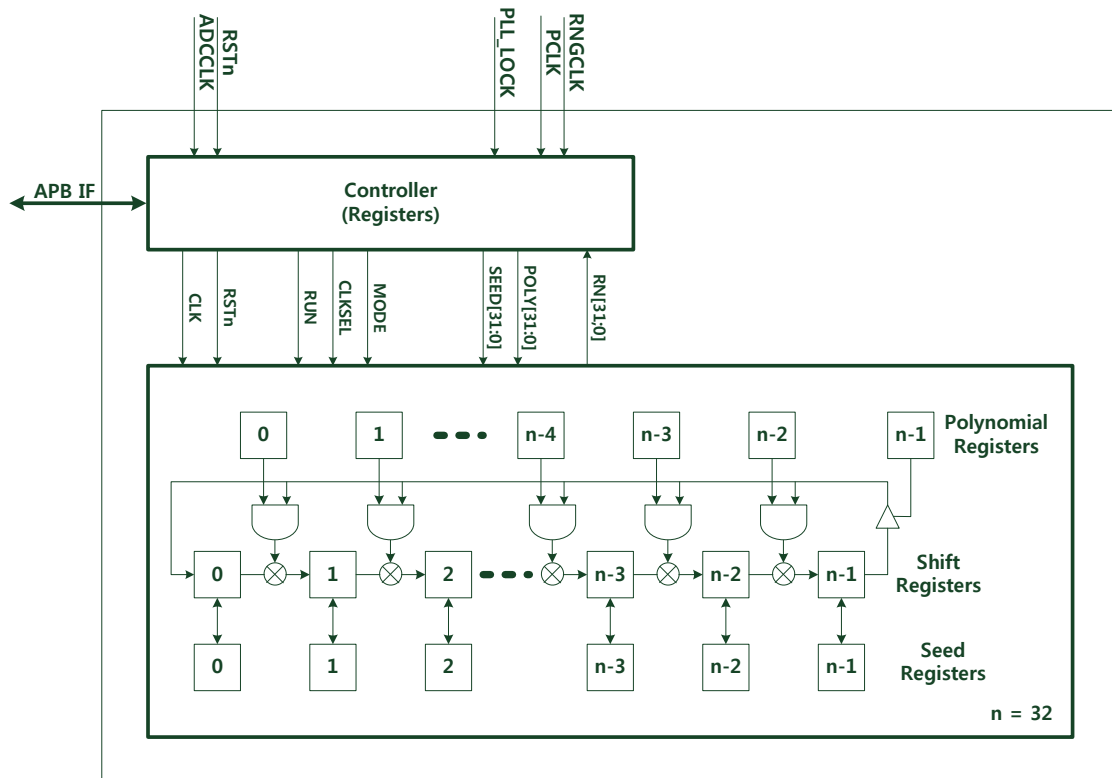 ADCCLK
RSTn
PLL_LOCK
PCLK
RNGCLK
APB IF
Controller
(Registers)
CLK
RSTn
RUN
CLKSEL
MODE
SEED[31:0]
POLY[31:0]
RN[31;0]
0
1
n-4
n-3
n-2
n-1
Polynomial
Registers
0
1
2
n-3
n-2
n-1
Shift
Registers
0
1
2
n-3
n-2
n-1
Seed
Registers
n = 32